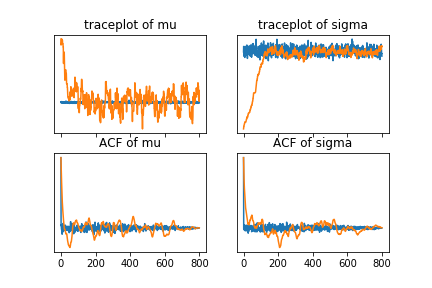 traceplot of mu
traceplot of sigma
ACF of mu
ACF of sigma
0 200 400 600 800
0 200 400 600 800